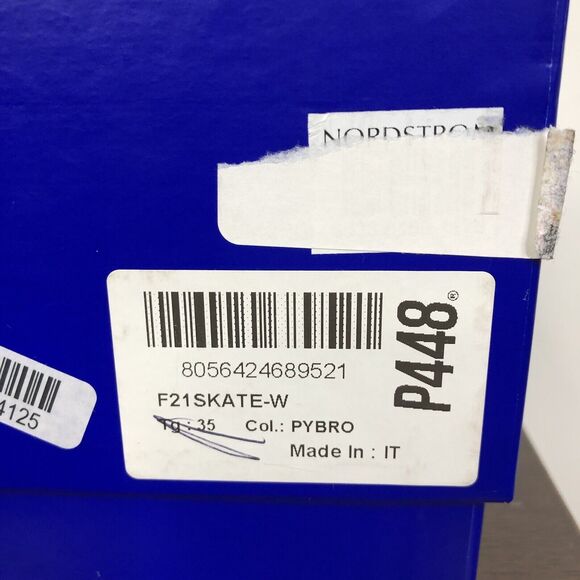 NORDSTROM
8056424689521
F21SKATE-W
Tg : 35 Col.: PYBRO
Made In : IT
P448®
4125